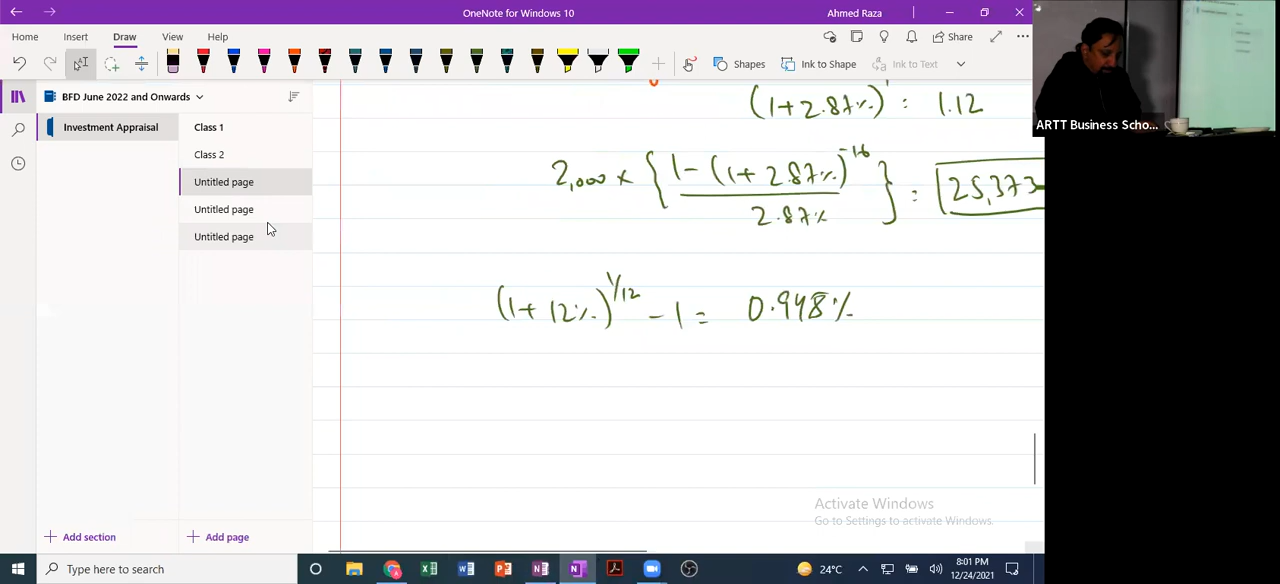 OneNote for Windows 10
Ahmed Raza
Home Insert Draw View Help
Share
Shapes Ink to Shape Ink to Text
BFD June 2022 and Onwards
Investment Appraisal
Class 1
Class 2
Untitled page
Untitled page
Untitled page
(1+2.87%) : 1.12
2,000 × { 1 - (1+2.87%)^-16 / 2.87% } = 25,373
(1+12%)^1/12 - 1 = 0.948%
ARTT Business Scho...
Activate Windows
Go to Settings to activate Windows.
Add section
Add page
Type here to search
24°C
8:01 PM
12/24/2021